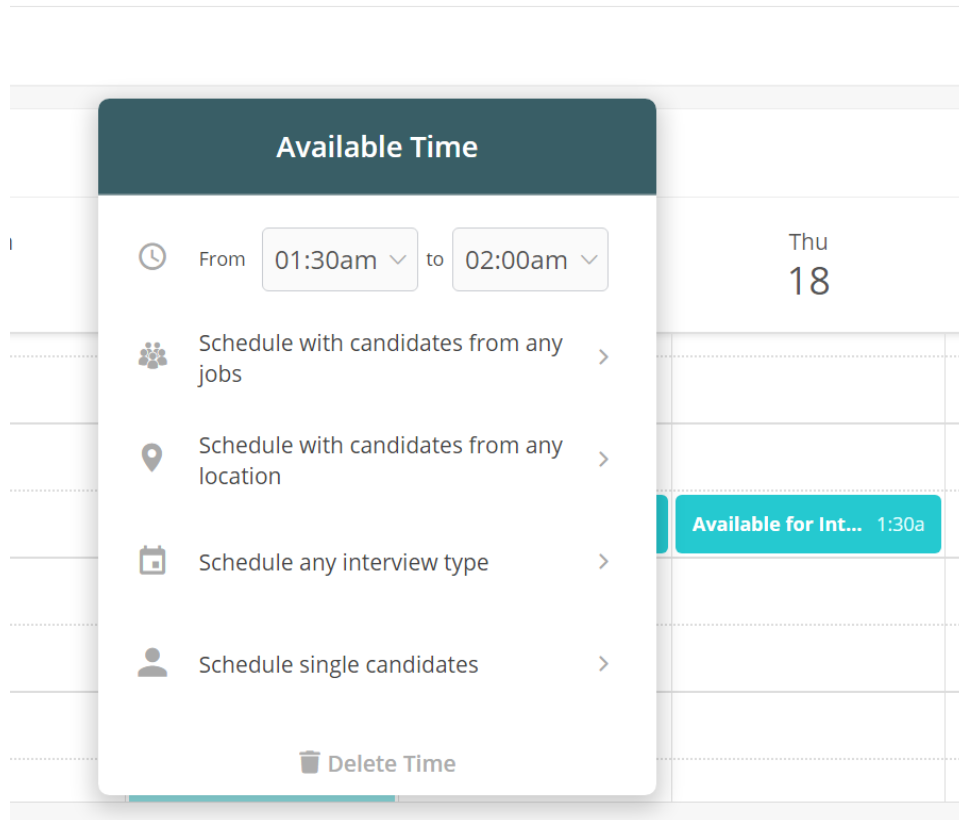 Available Time
From 01:30am to 02:00am
Schedule with candidates from any
jobs
Schedule with candidates from any
location
Schedule any interview type
Schedule single candidates
Delete Time
Thu
18
Available for Int... 1:30a